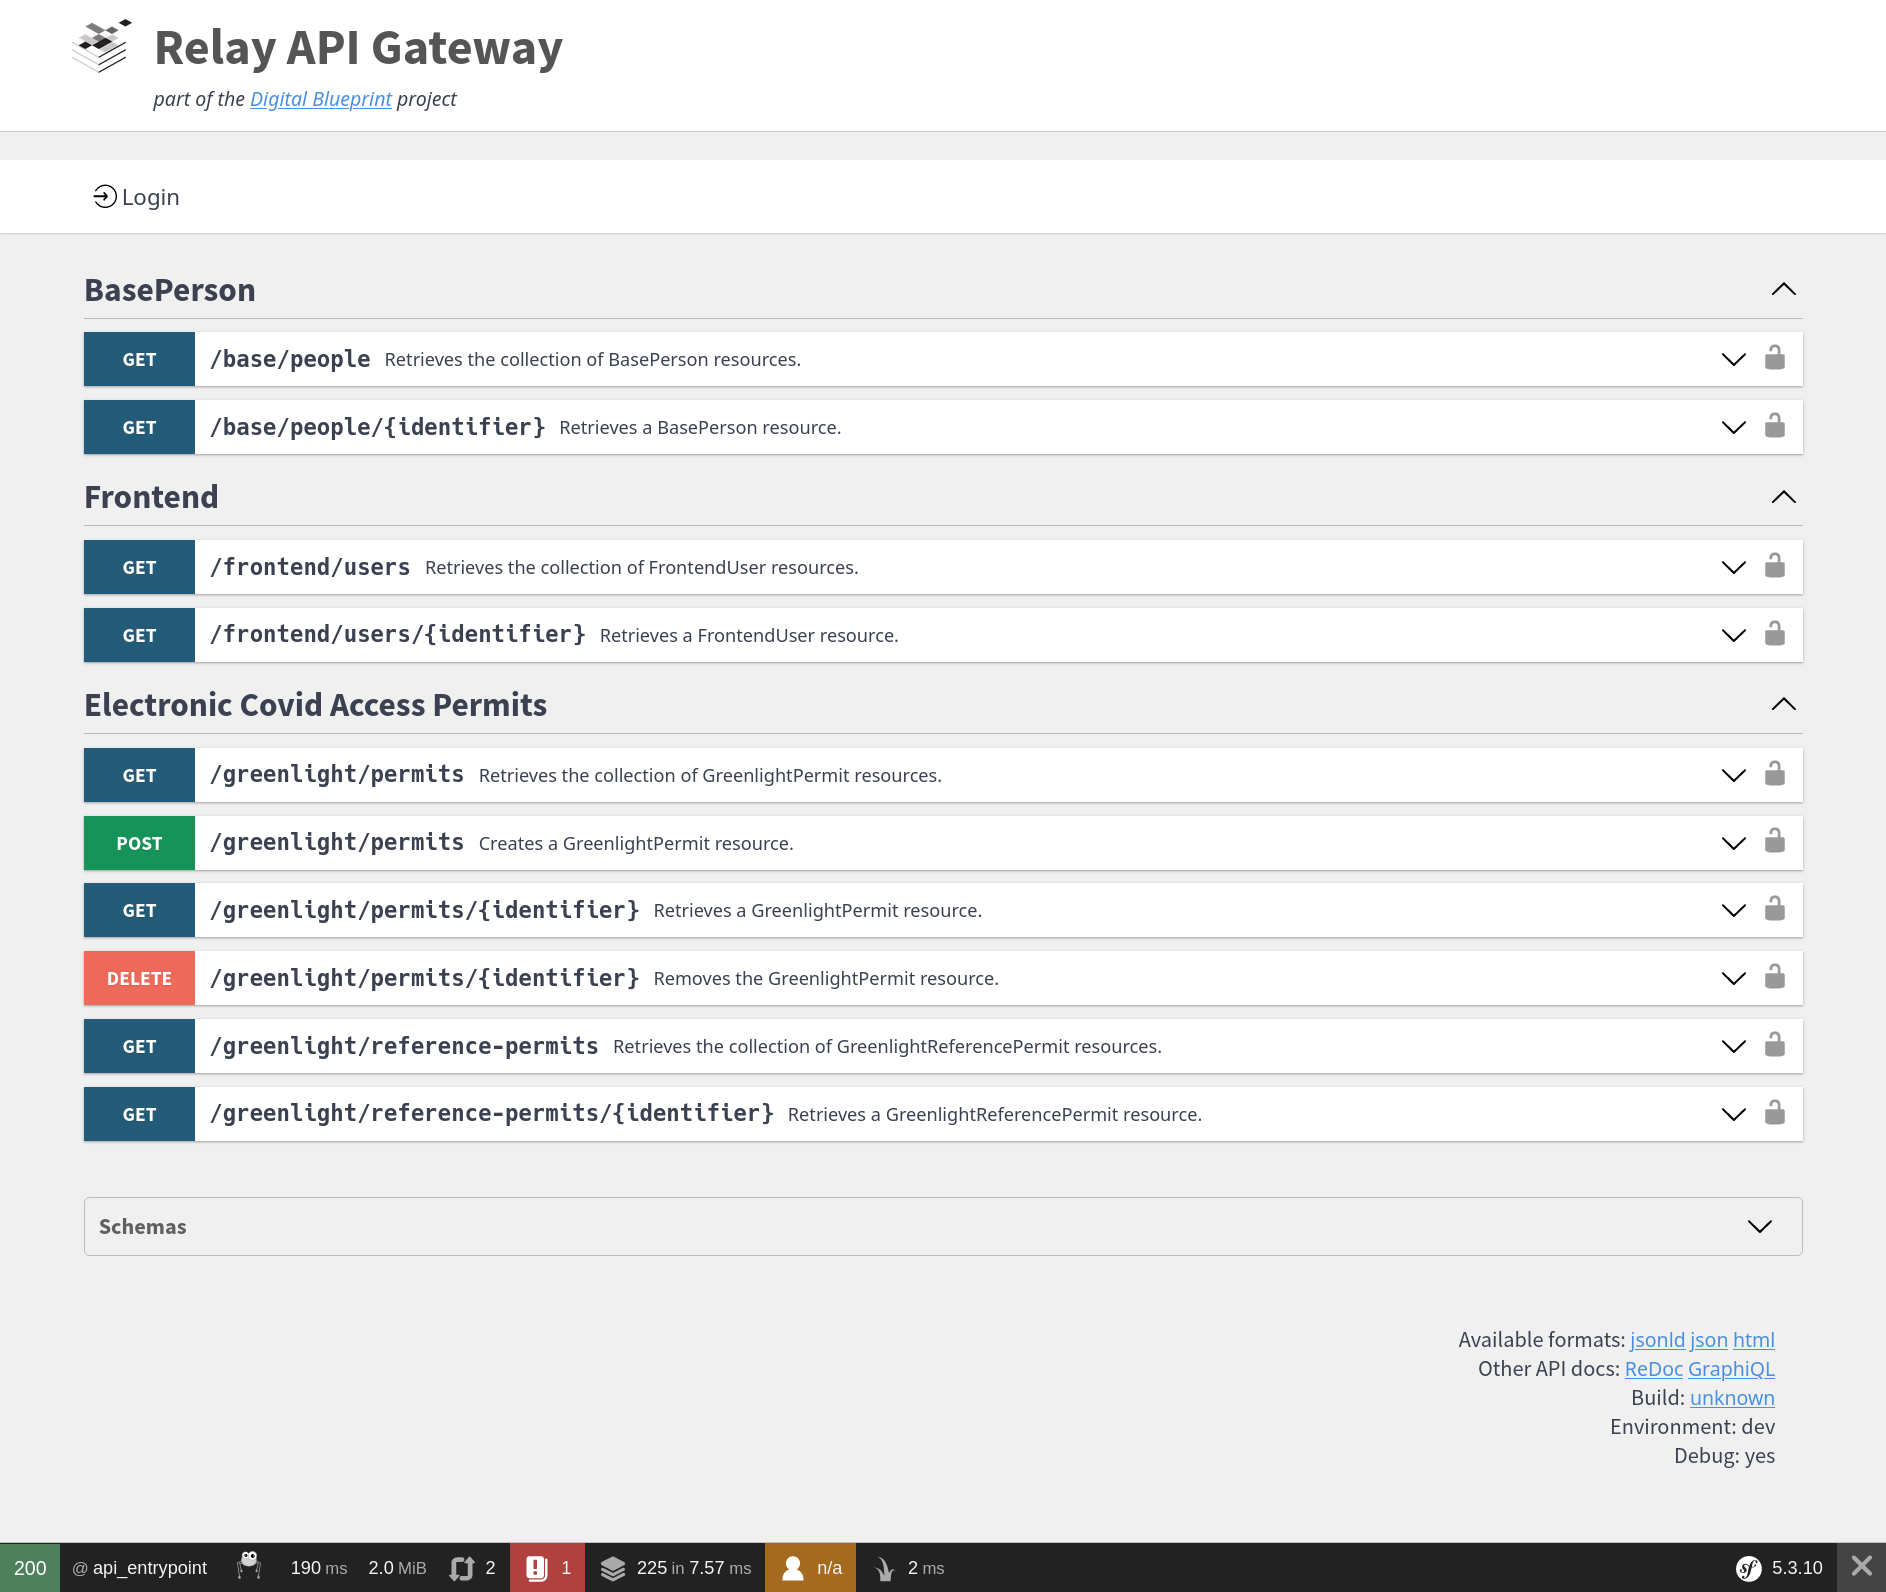 Relay API Gateway
part of the Digital Blueprint project
Login
BasePerson
GET /base/people Retrieves the collection of BasePerson resources.
GET /base/people/{identifier} Retrieves a BasePerson resource.
Frontend
GET /frontend/users Retrieves the collection of FrontendUser resources.
GET /frontend/users/{identifier} Retrieves a FrontendUser resource.
Electronic Covid Access Permits
GET /greenlight/permits Retrieves the collection of GreenlightPermit resources.
POST /greenlight/permits Creates a GreenlightPermit resource.
GET /greenlight/permits/{identifier} Retrieves a GreenlightPermit resource.
DELETE /greenlight/permits/{identifier} Removes the GreenlightPermit resource.
GET /greenlight/reference-permits Retrieves the collection of GreenlightReferencePermit resources.
GET /greenlight/reference-permits/{identifier} Retrieves a GreenlightReferencePermit resource.
Schemas
Available formats: jsonld json html
Other API docs: ReDoc GraphiQL
Build: unknown
Environment: dev
Debug: yes
200 @ api_entrypoint 190 ms 2.0 MiB 2 1 225 in 7.57 ms n/a 2 ms sf 5.3.10